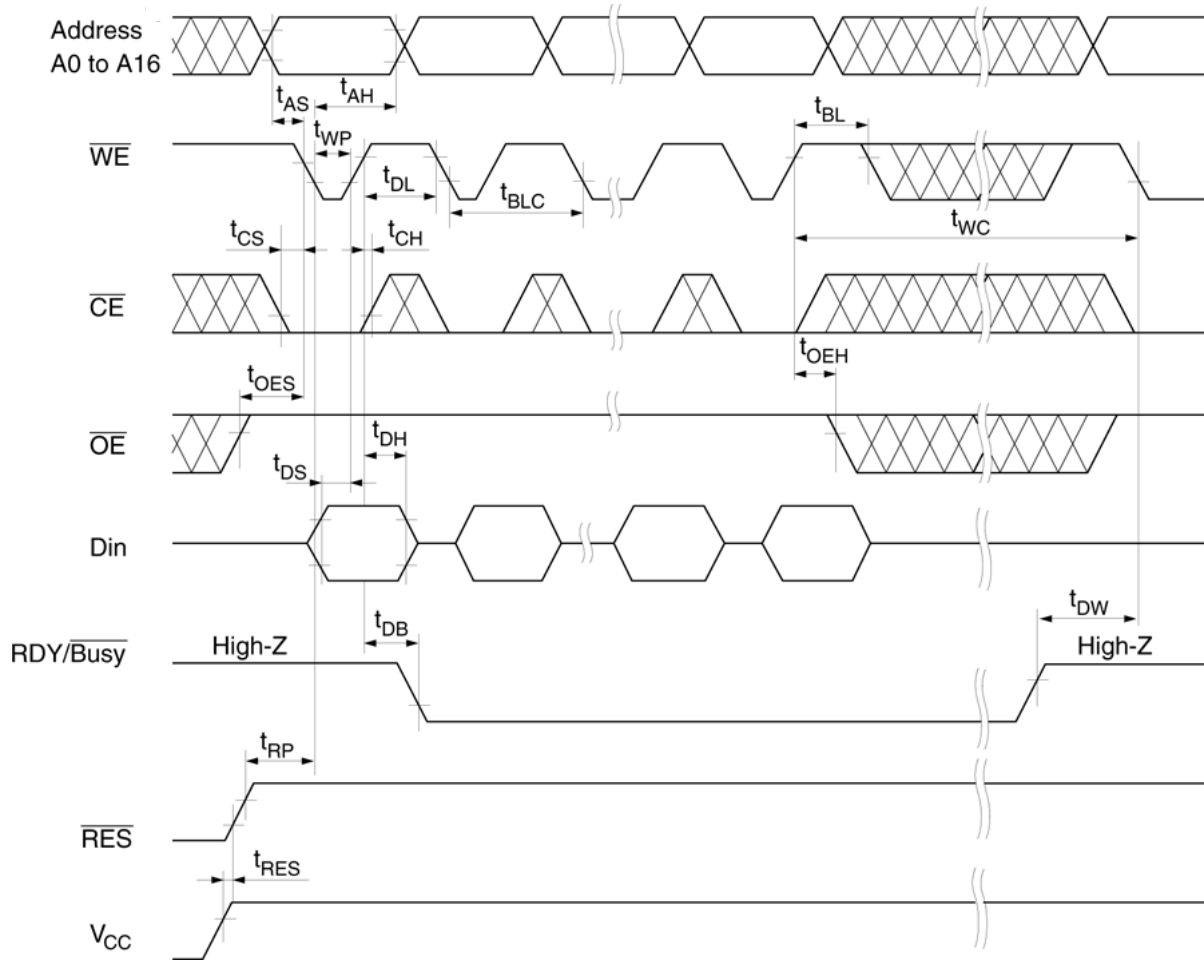 Address
A0 to A16
tAS
tAH
tWP
tBL
WE
tDL
tBLC
tWC
tCS
tCH
CE
tOEH
tOES
OE
tDH
tDS
Din
tDB
tDW
RDY/Busy
High-Z
High-Z
tRP
RES
tRES
VCC